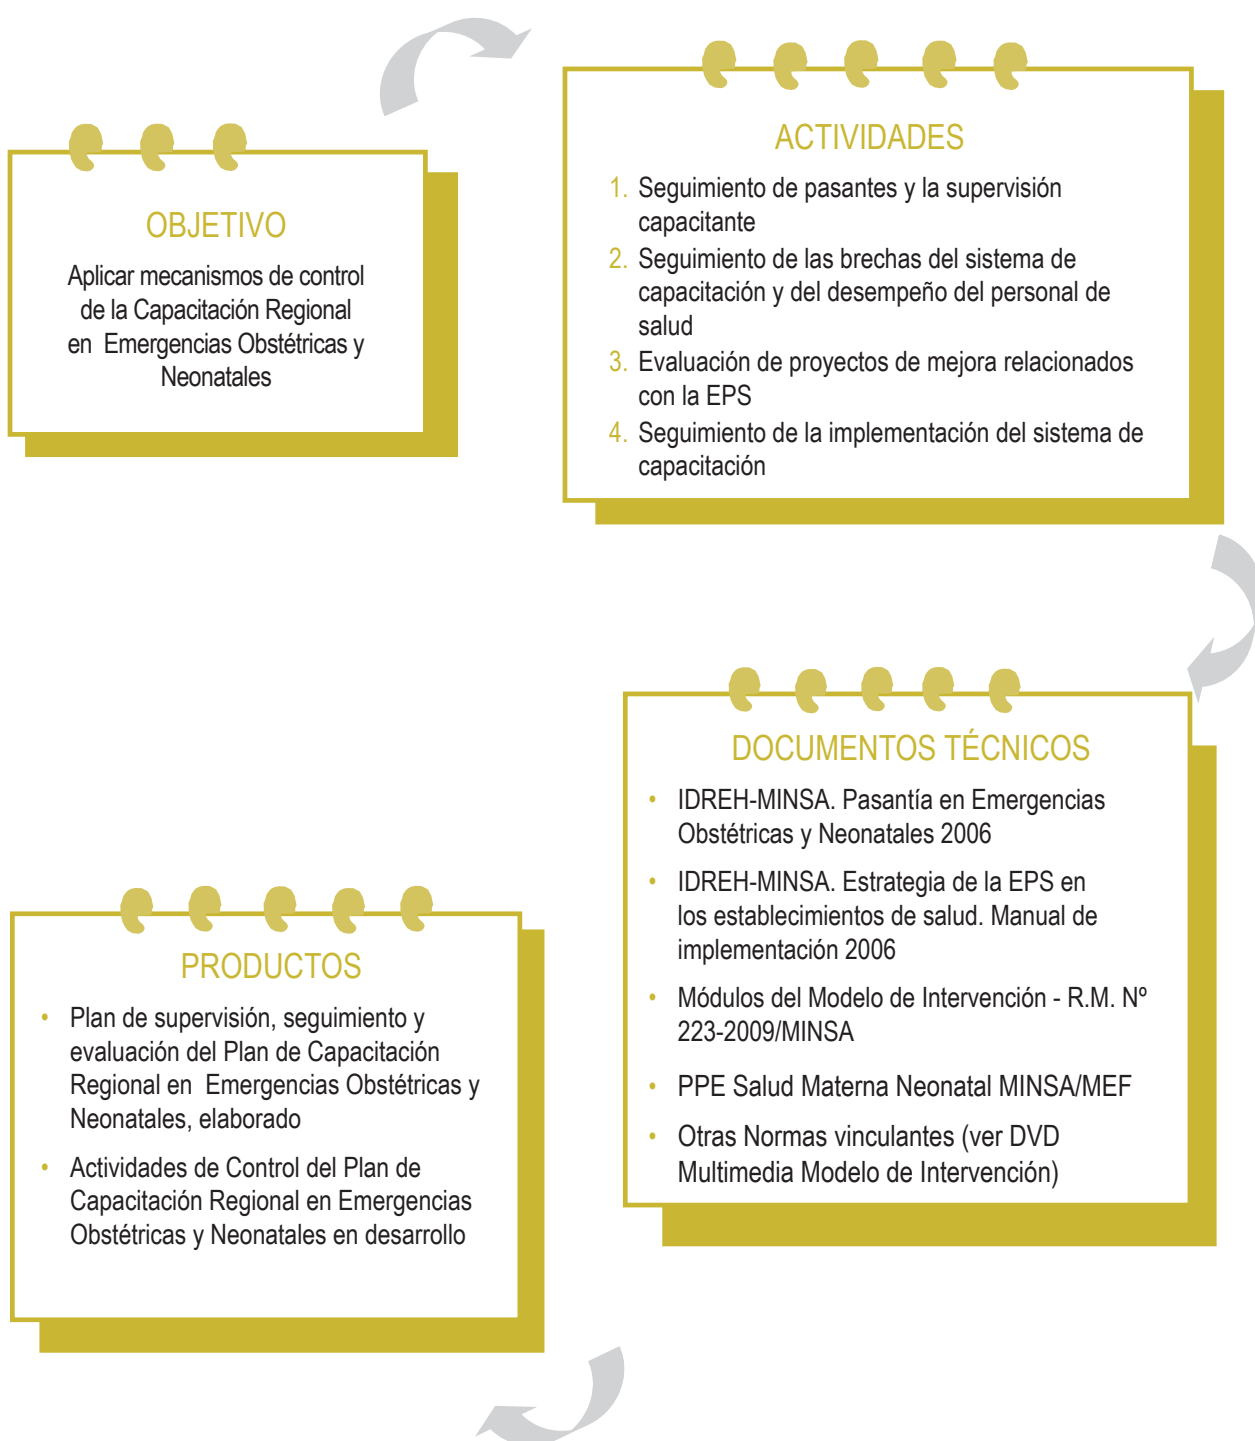 OBJETIVO
Aplicar mecanismos de control
de la Capacitación Regional
en Emergencias Obstétricas y
Neonatales
ACTIVIDADES
1. Seguimiento de pasantes y la supervisión
capacitante
2. Seguimiento de las brechas del sistema de
capacitación y del desempeño del personal de
salud
3. Evaluación de proyectos de mejora relacionados
con la EPS
4. Seguimiento de la implementación del sistema de
capacitación
DOCUMENTOS TÉCNICOS
• IDREH-MINSA. Pasantía en Emergencias
Obstétricas y Neonatales 2006
• IDREH-MINSA. Estrategia de la EPS en
los establecimientos de salud. Manual de
implementación 2006
• Módulos del Modelo de Intervención - R.M. Nº
223-2009/MINSA
• PPE Salud Materna Neonatal MINSA/MEF
• Otras Normas vinculantes (ver DVD
Multimedia Modelo de Intervención)
PRODUCTOS
• Plan de supervisión, seguimiento y
evaluación del Plan de Capacitación
Regional en Emergencias Obstétricas y
Neonatales, elaborado
• Actividades de Control del Plan de
Capacitación Regional en Emergencias
Obstétricas y Neonatales en desarrollo